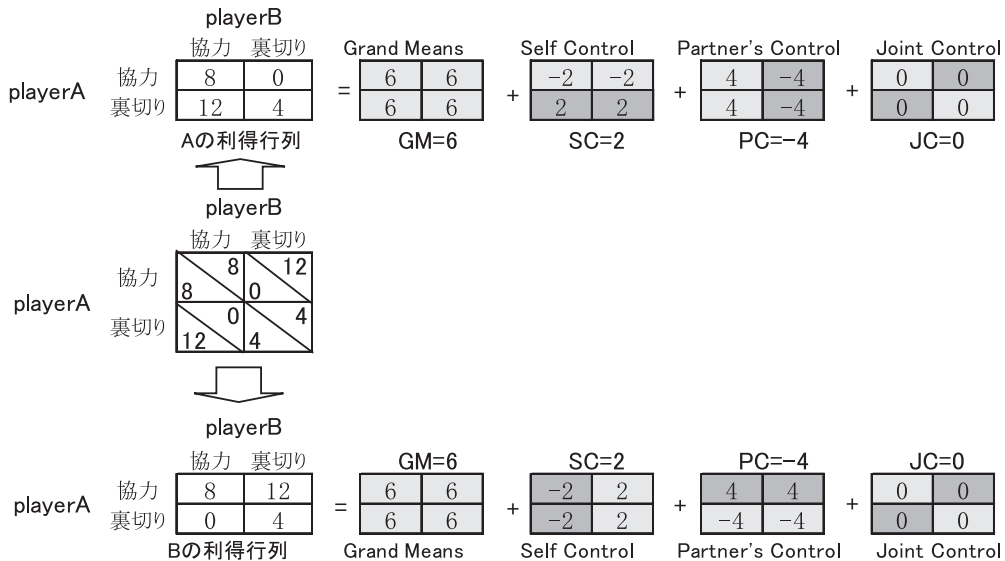 playerB
協力 裏切り Grand Means Self Control Partner's Control Joint Control
playerA 協力 8 0 = 6 6 + -2 -2 + 4 -4 + 0 0
裏切り 12 4 6 6 2 2 4 -4 0 0
Aの利得行列 GM=6 SC=2 PC=-4 JC=0
playerB
協力 裏切り
playerA 協力 8 8 12 0
裏切り 0 12 4 4
playerB
協力 裏切り GM=6 SC=2 PC=-4 JC=0
playerA 協力 8 12 = 6 6 + -2 2 + 4 4 + 0 0
裏切り 0 4 6 6 -2 2 -4 -4 0 0
Bの利得行列 Grand Means Self Control Partner's Control Joint Control